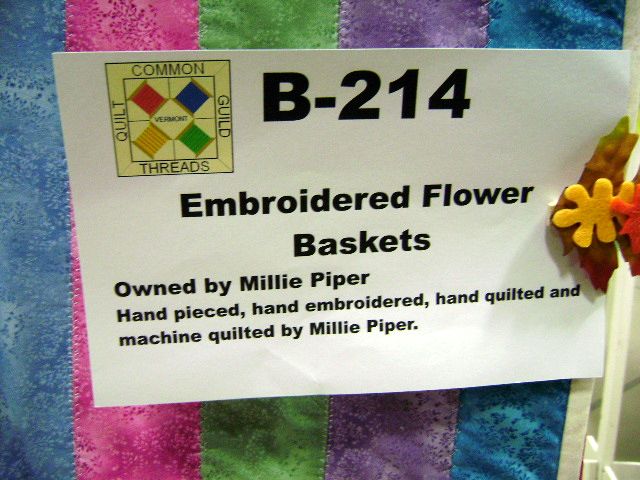 COMMON
QUILT
GUILD
VERMONT
THREADS
B-214
Embroidered Flower
Baskets
Owned by Millie Piper
Hand pieced, hand embroidered, hand quilted and
machine quilted by Millie Piper.